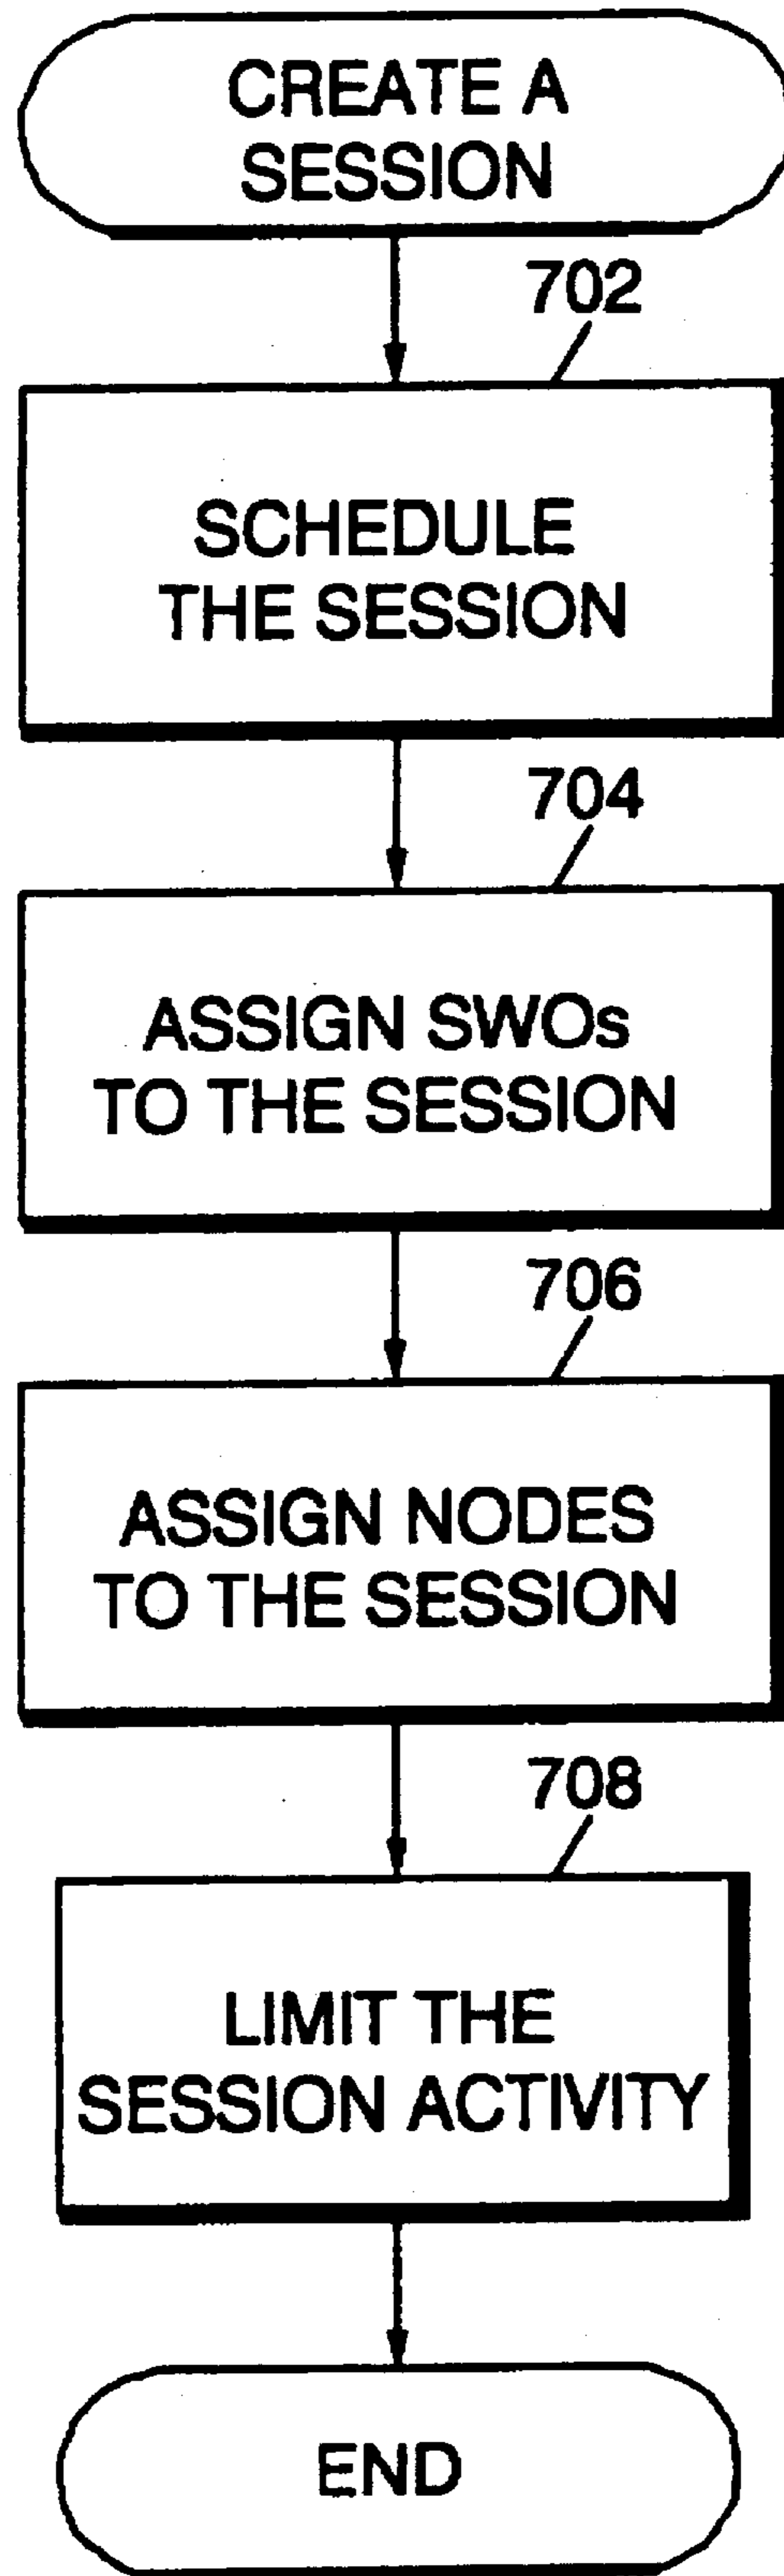 CREATE A
SESSION
702
SCHEDULE
THE SESSION
704
ASSIGN SWOs
TO THE SESSION
706
ASSIGN NODES
TO THE SESSION
708
LIMIT THE
SESSION ACTIVITY
END